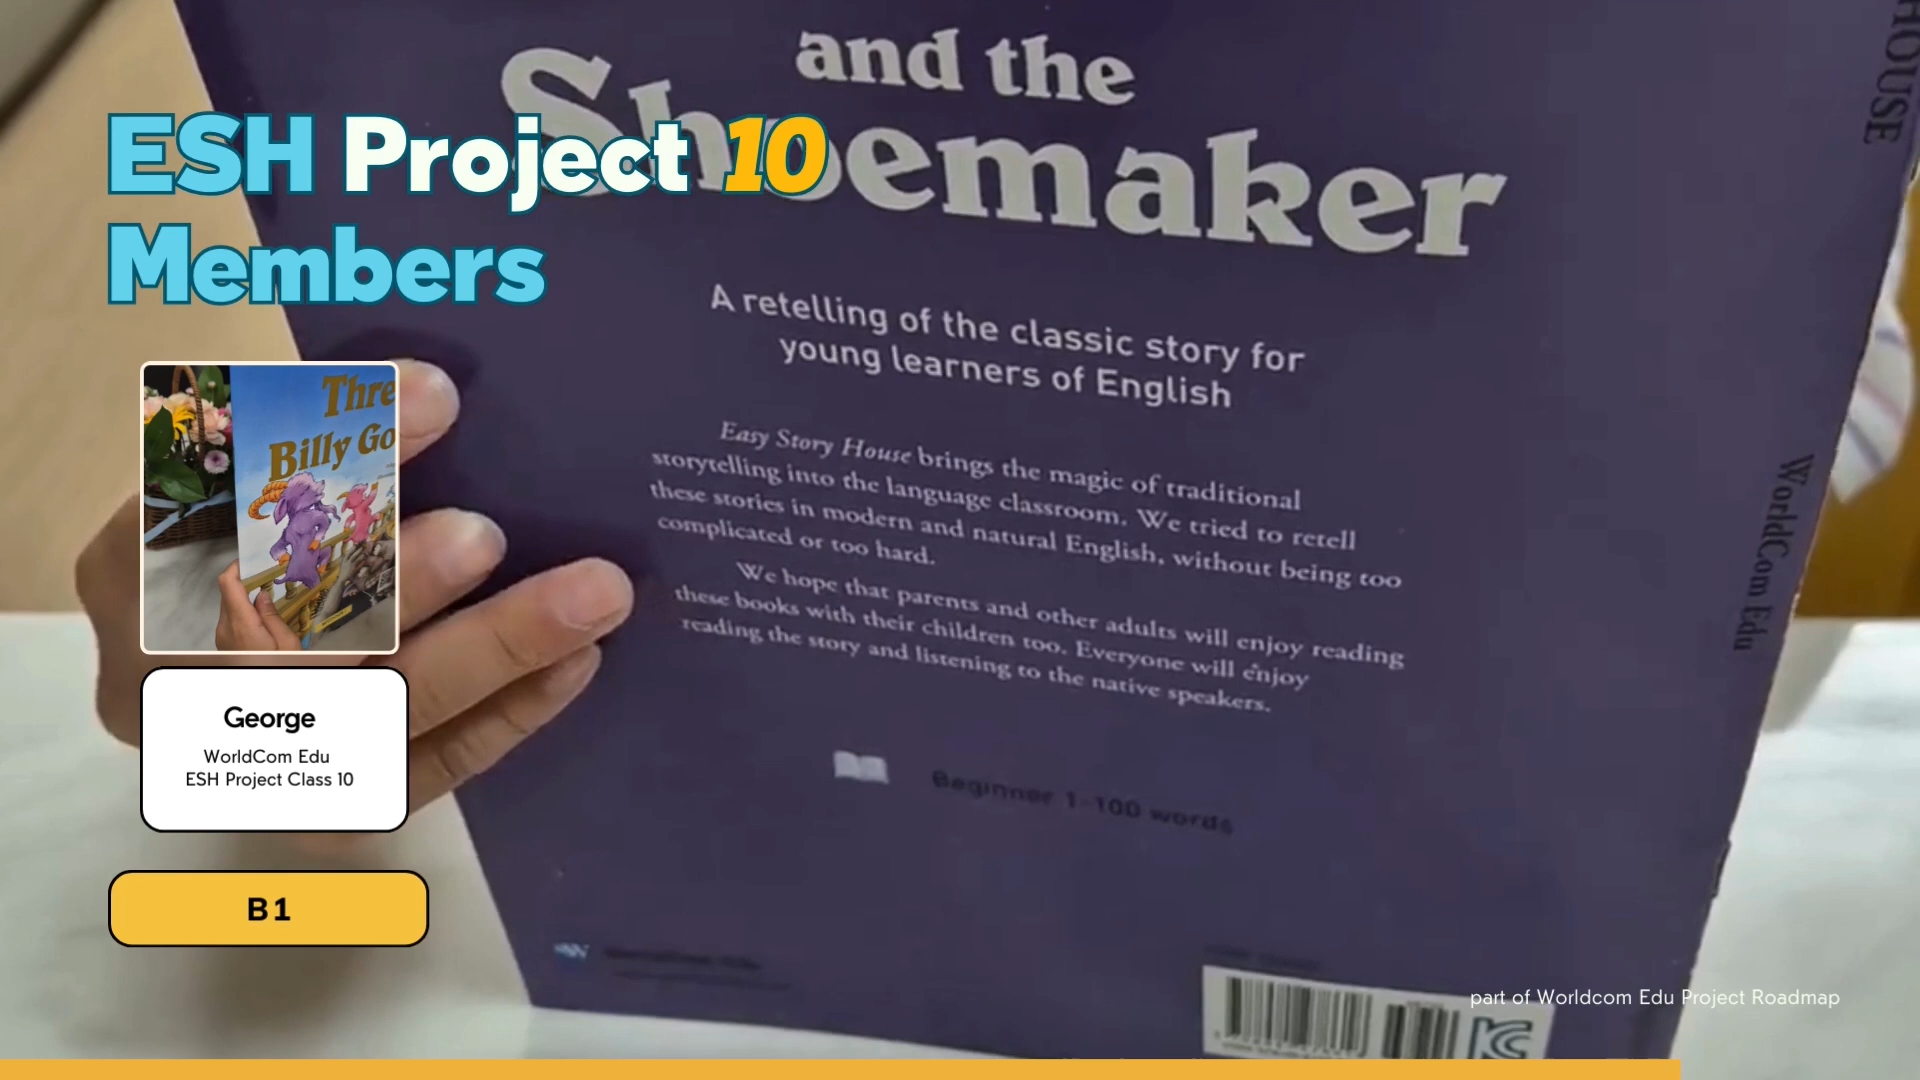 and the
Shoemaker
ESH Project 10
Members
A retelling of the classic story for
young learners of English
Easy Story House brings the magic of traditional
storytelling into the language classroom. We tried to retell
these stories in modern and natural English, without being too
complicated or too hard.
We hope that parents and other adults will enjoy reading
these books with their children too. Everyone will enjoy
reading the story and listening to the native speakers.
Beginner 1-100 words
HOUSE
WorldCom Edu
Thre
Billy Go
George
WorldCom Edu
ESH Project Class 10
B1
part of Worldcom Edu Project Roadmap